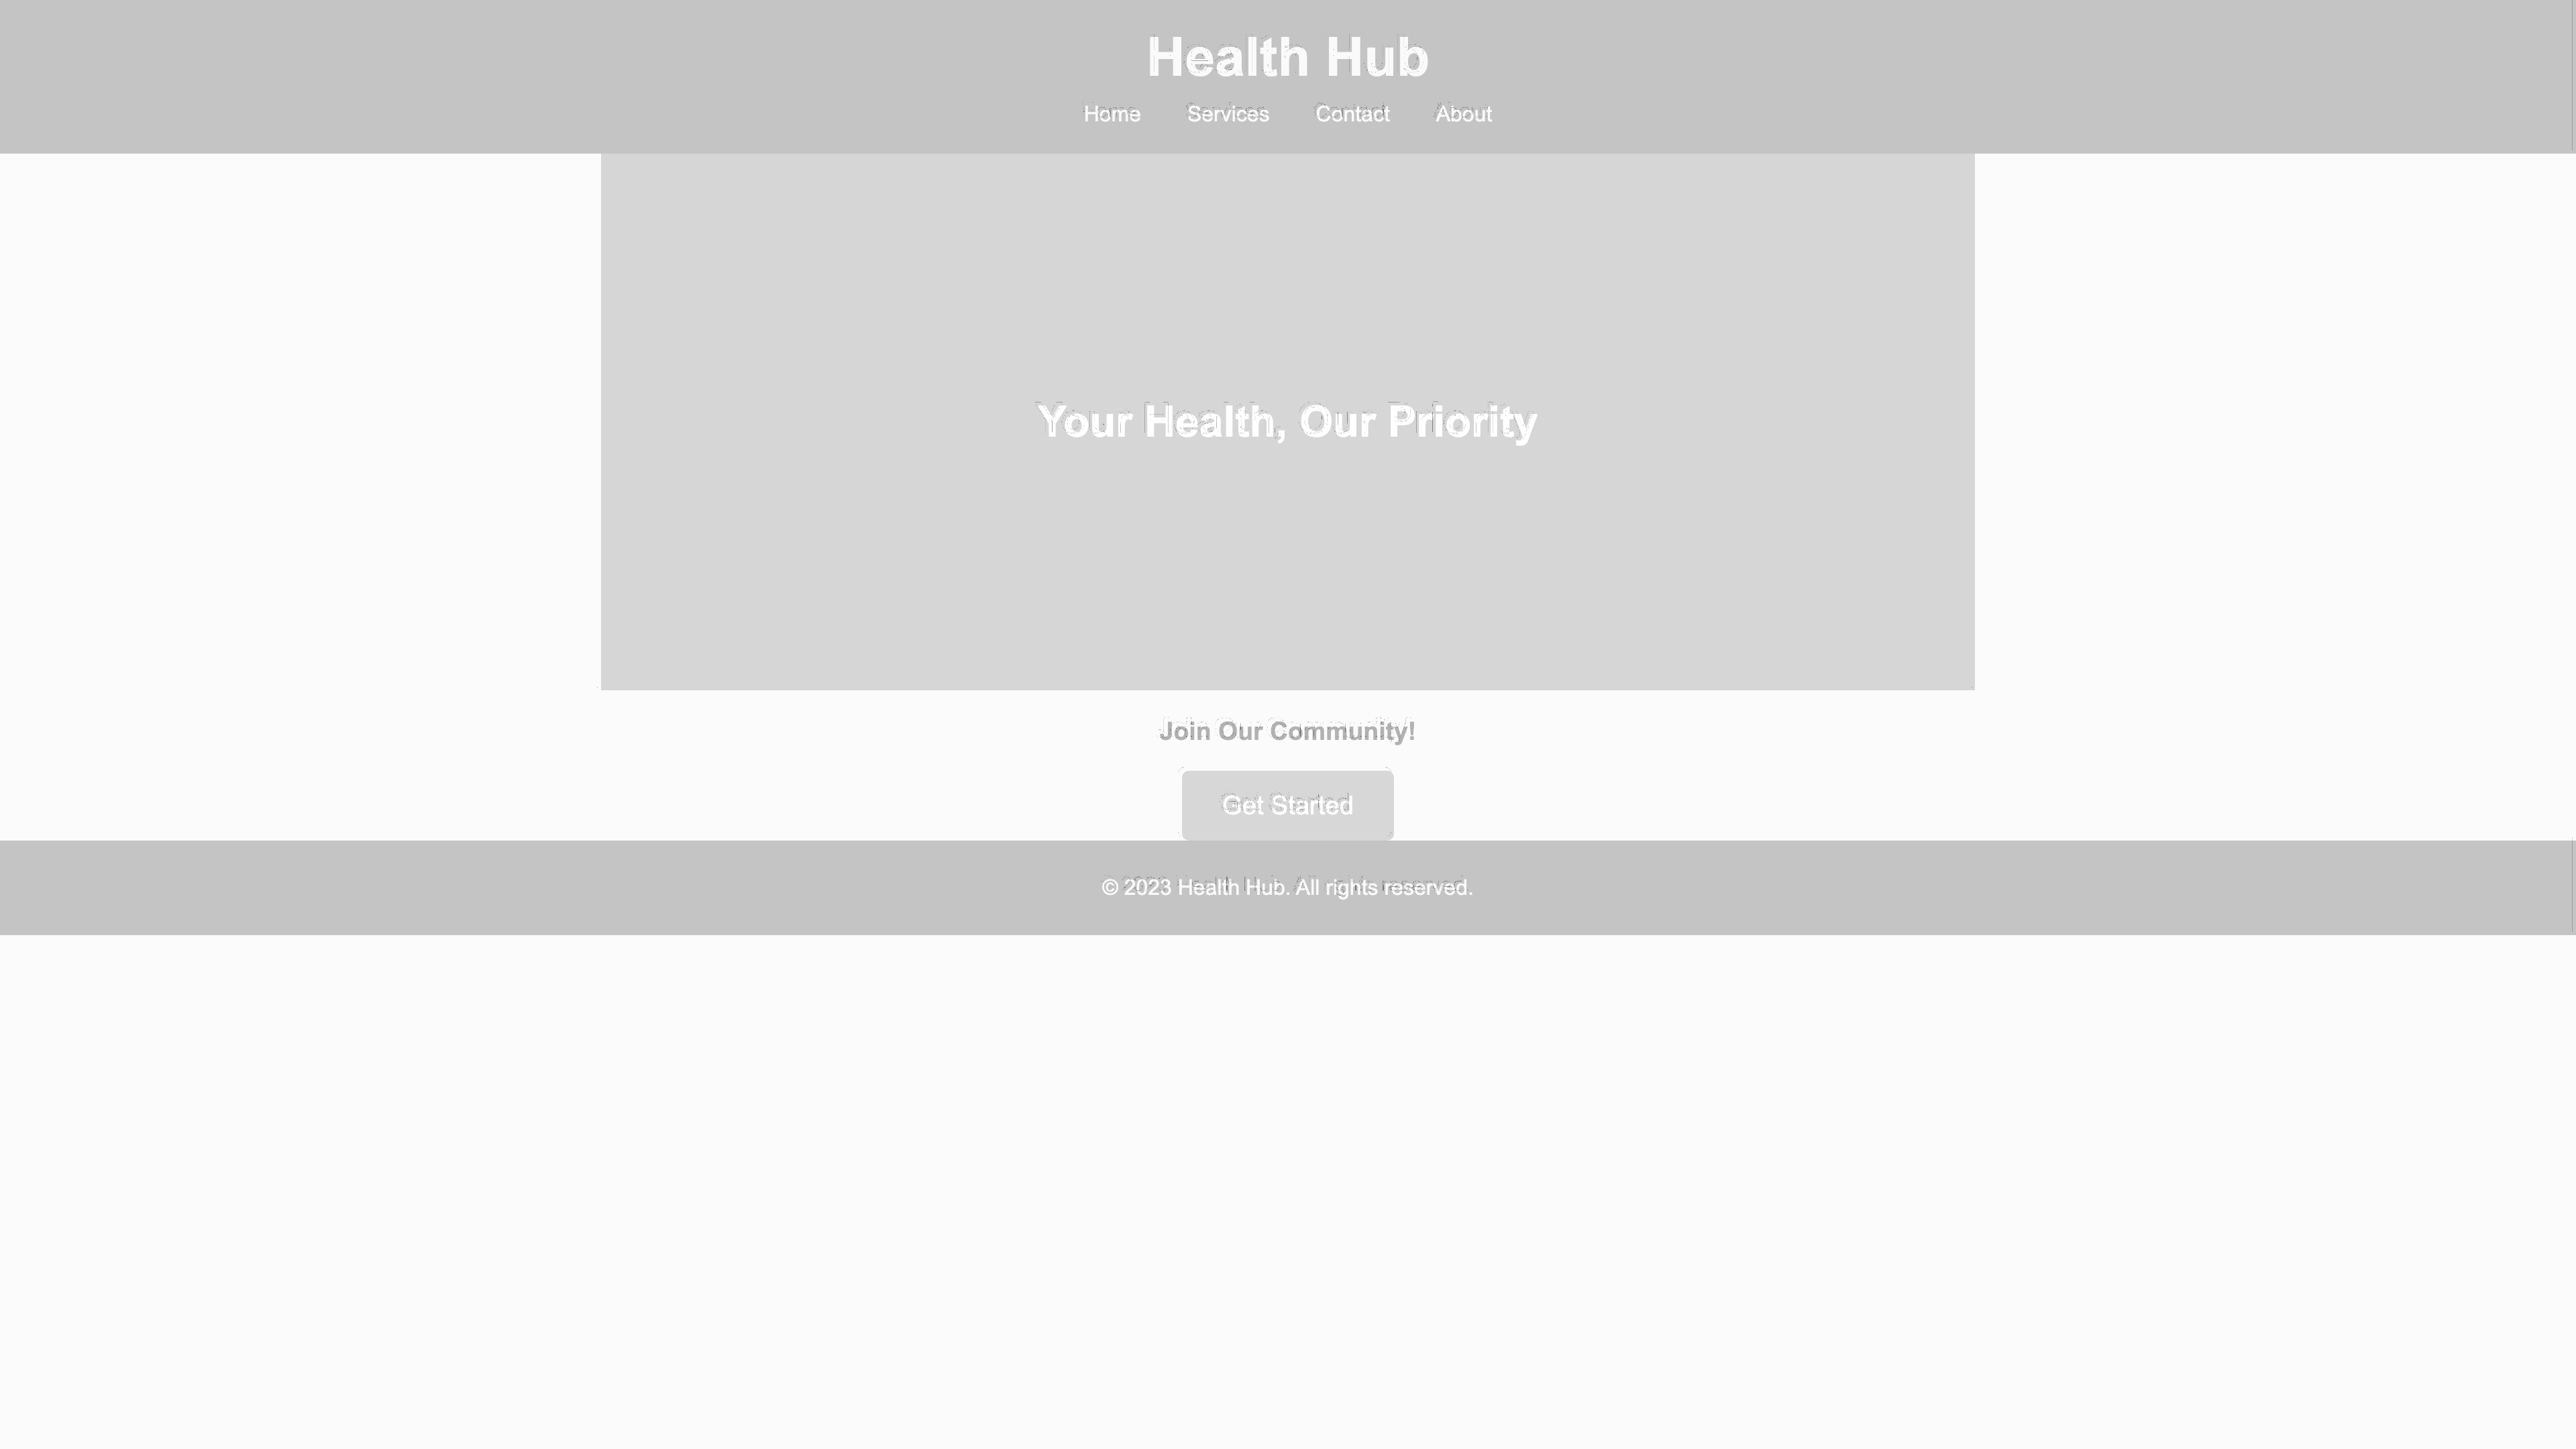 Health Hub
Home Services Contact About
Your Health, Our Priority
Join Our Community!
Get Started
© 2023 Health Hub. All rights reserved.